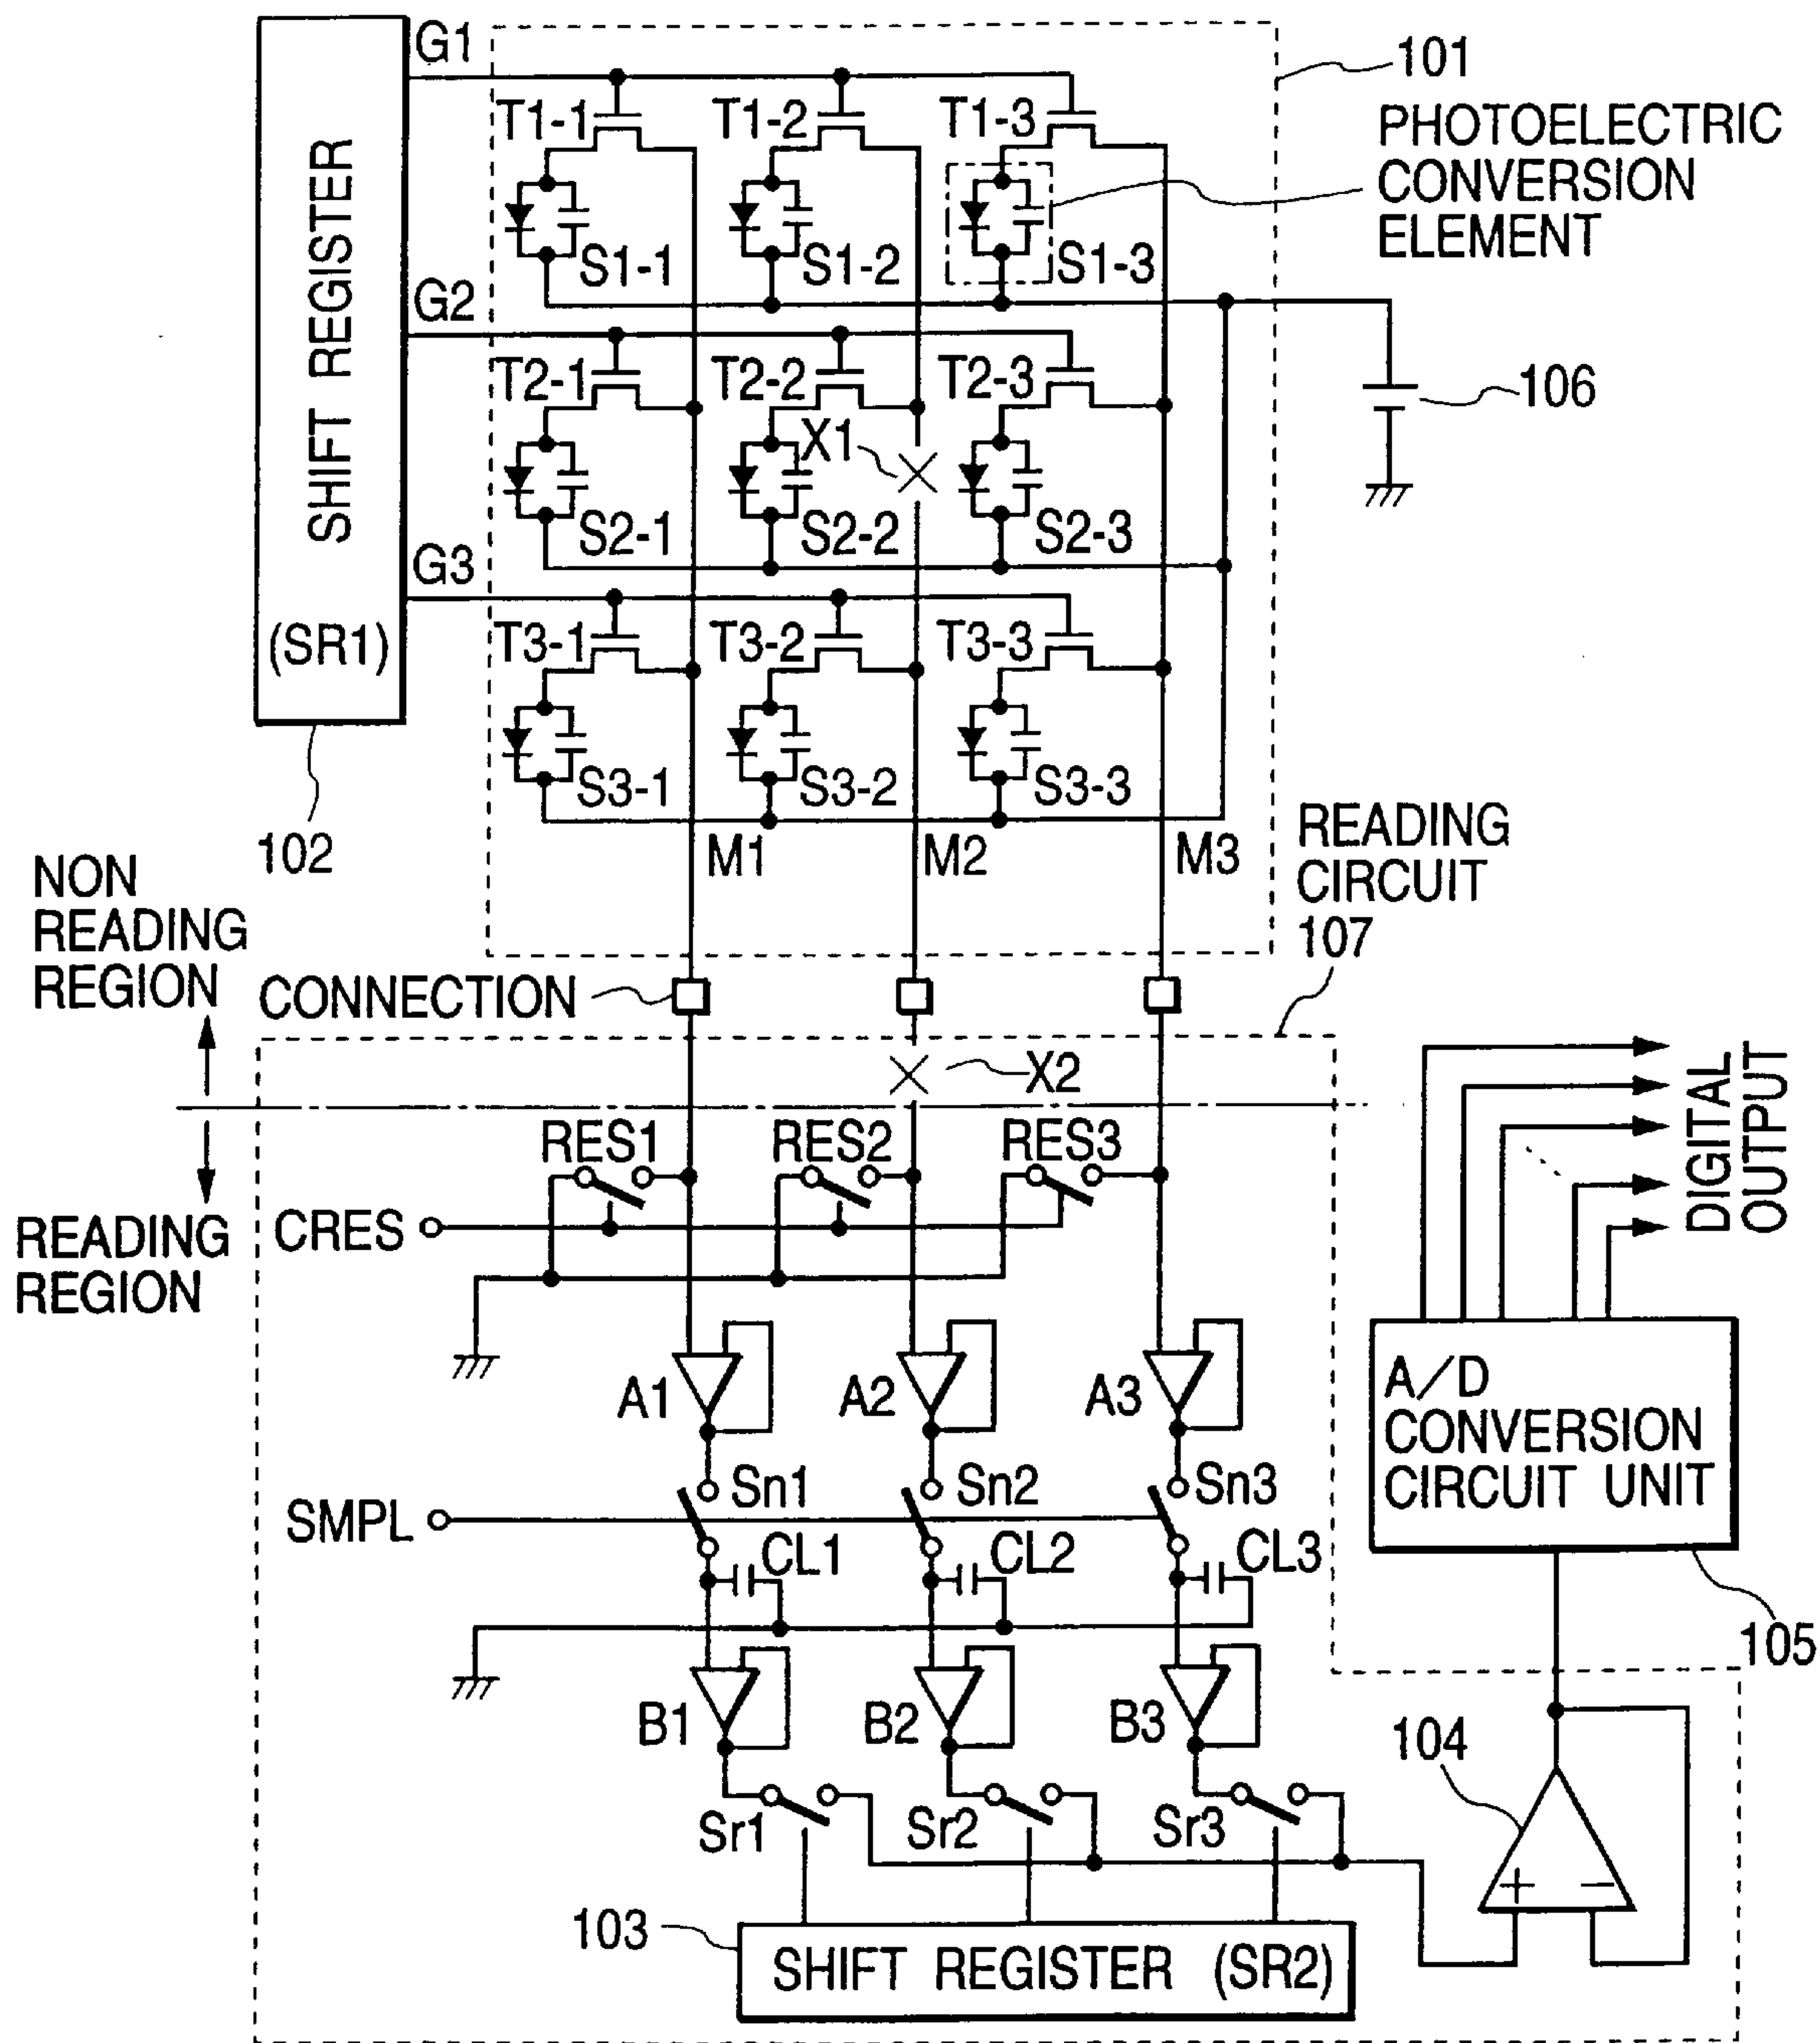 G1
101
T1-1
T1-2
T1-3
PHOTOELECTRIC
CONVERSION
ELEMENT
SHIFT REGISTER
(SR1)
S1-1
S1-2
S1-3
G2
T2-1
T2-2
T2-3
106
X1
S2-1
S2-2
S2-3
G3
T3-1
T3-2
T3-3
S3-1
S3-2
S3-3
102
M1
M2
M3
READING
CIRCUIT
107
NON
READING
REGION
CONNECTION
X2
DIGITAL
OUTPUT
RES1
RES2
RES3
CRES
READING
REGION
A1
A2
A3
A/D
CONVERSION
CIRCUIT UNIT
Sn1
Sn2
Sn3
SMPL
CL1
CL2
CL3
105
B1
B2
B3
104
Sr1
Sr2
Sr3
+
−
103
SHIFT REGISTER (SR2)